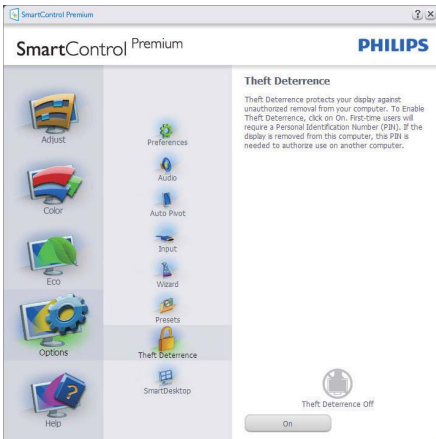 SmartControl Premium
? X
SmartControl Premium
PHILIPS
Adjust
Color
Eco
Options
Help
Preferences
Audio
Auto Pivot
Input
Wizard
Presets
Theft Deterrence
SmartDesktop
Theft Deterrence
Theft Deterrence protects your display against
unauthorized removal from your computer. To Enable
Theft Deterrence, click on On. First-time users will
require a Personal Identification Number (PIN). If the
display is removed from this computer, this PIN is
needed to authorize use on another computer.
Theft Deterrence Off
On